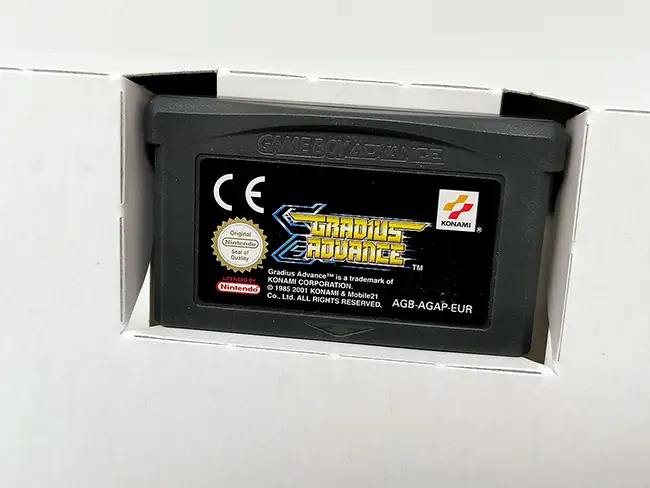 GAME BOY ADVANCE
CE
KONAMI
GRADIUS
ADVANCE
™
Original
Nintendo
Seal of
Quality
LICENSED BY
Nintendo
Gradius Advance™ is a trademark of
KONAMI CORPORATION.
© 1985 2001 KONAMI & Mobile21
Co., Ltd. ALL RIGHTS RESERVED.
AGB-AGAP-EUR